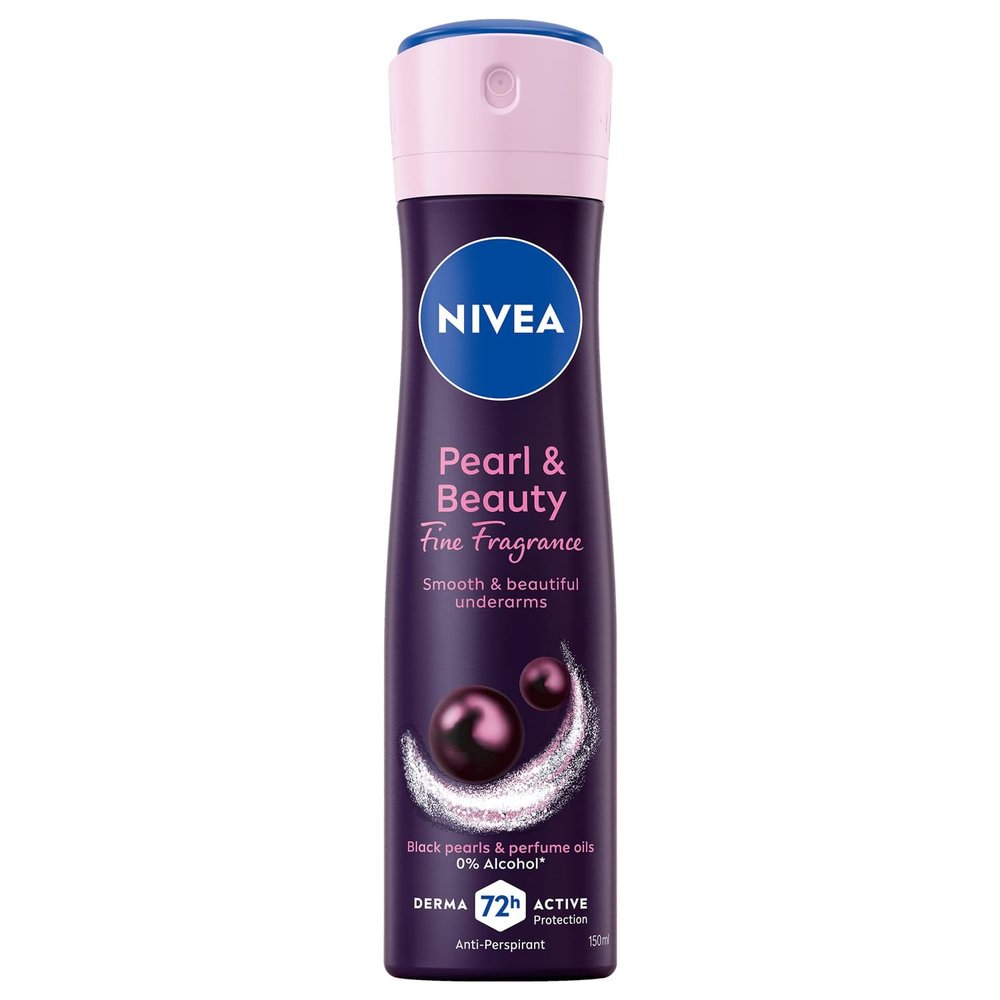 NIVEA
Pearl &
Beauty
Fine Fragrance
Smooth & beautiful
underarms
Black pearls & perfume oils
0% Alcohol*
DERMA 72h ACTIVE
Protection
Anti-Perspirant
150ml